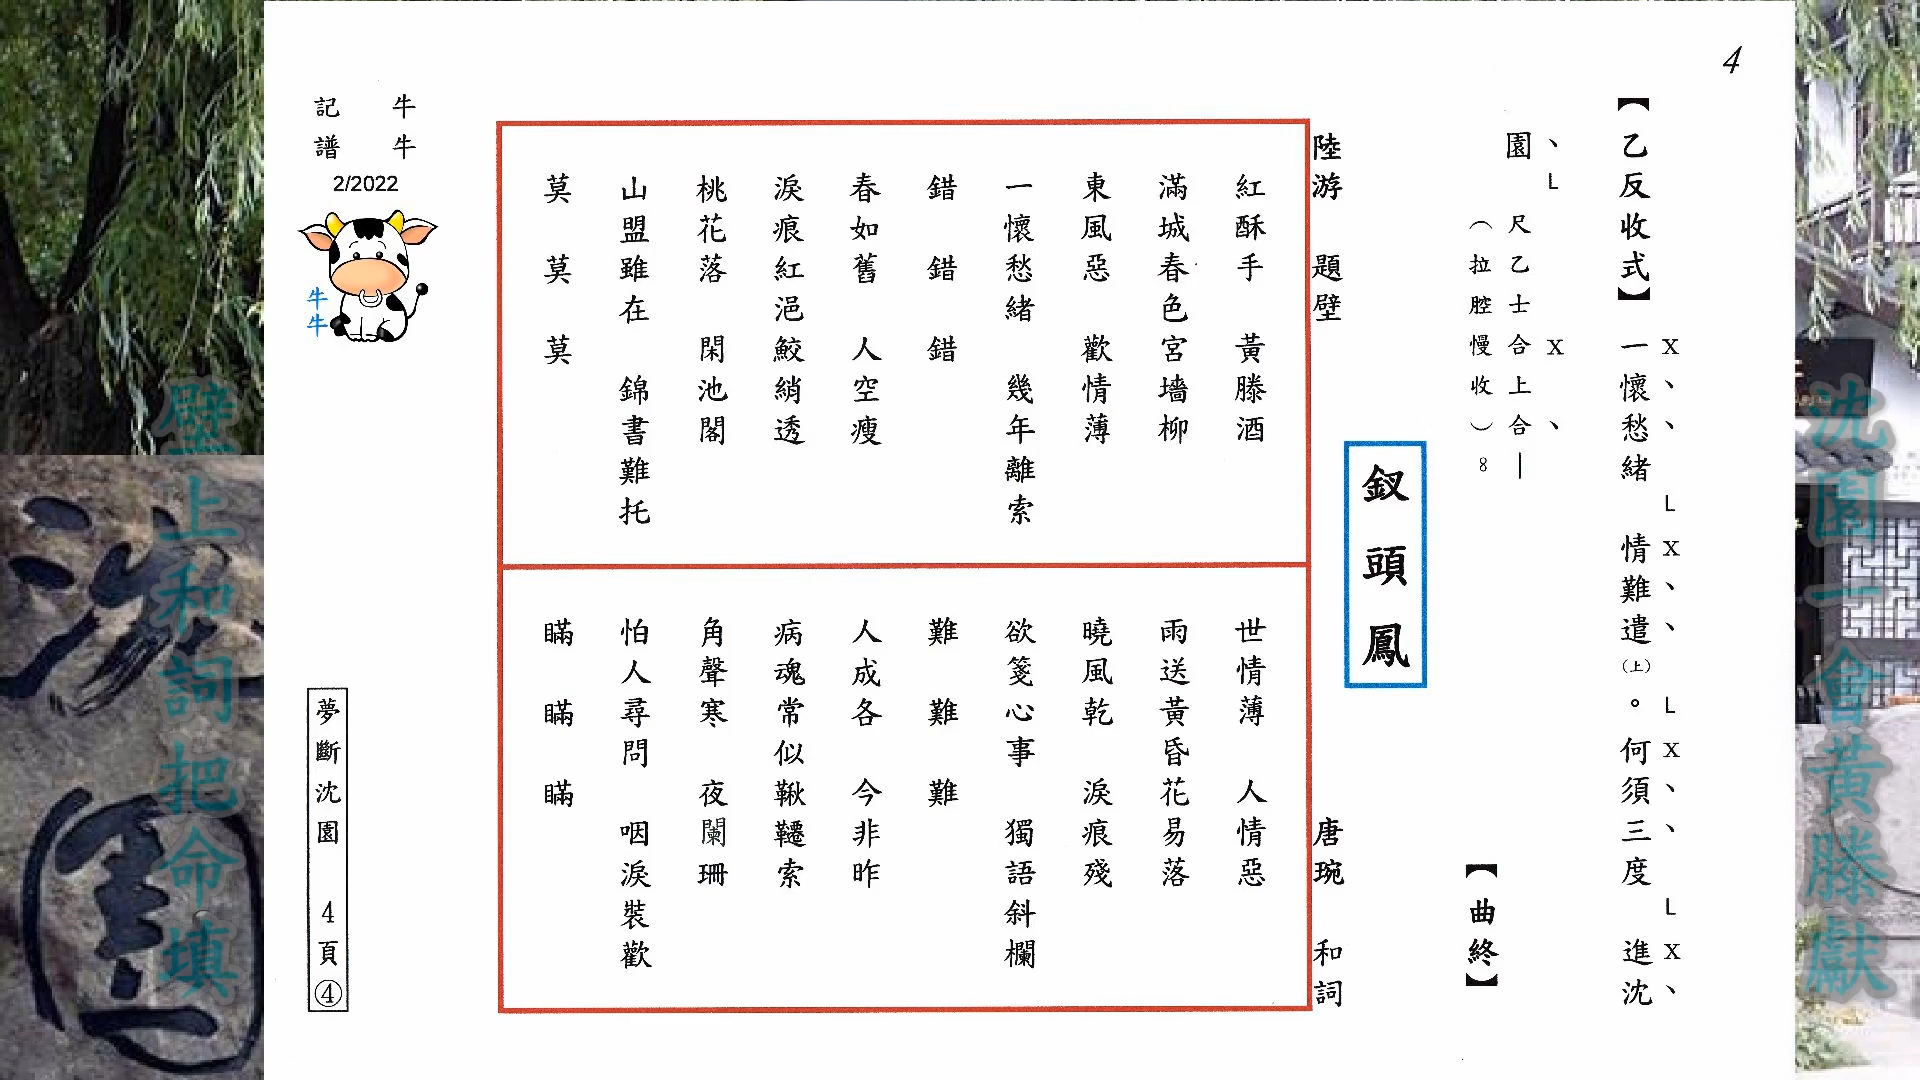 4
【乙反收式】一懷愁緒 情難遣(上)。何須三度 進沈
X、、L X、、L X、、L X、
園 尺乙士合上合—
、L X、
(拉腔慢收)8
【曲終】
釵頭鳳
陸游 題壁
紅酥手 黃滕酒
滿城春色宮墻柳
東風惡 歡情薄
一懷愁緒 幾年離索
錯 錯 錯
春如舊 人空瘦
淚痕紅浥鮫綃透
桃花落 閑池閣
山盟雖在 錦書難托
莫 莫 莫
唐琬 和詞
世情薄 人情惡
雨送黃昏花易落
曉風乾 淚痕殘
欲箋心事 獨語斜欄
難 難 難
人成各 今非昨
病魂常似鞦韆索
角聲寒 夜闌珊
怕人尋問 咽淚裝歡
瞞 瞞 瞞
牛牛
記譜
2/2022
牛牛
夢斷沈園 4頁④
沈園一會黃滕獻
壁上和詞把命填
沈園